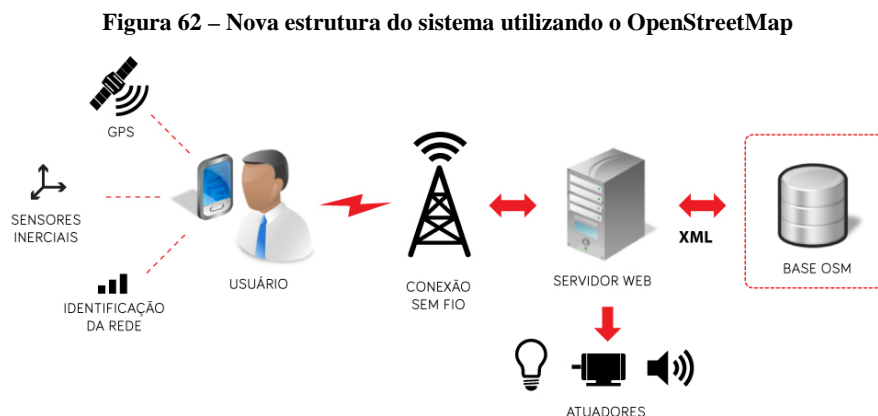 Figura 62 – Nova estrutura do sistema utilizando o OpenStreetMap
GPS
SENSORES
INERCIAIS
IDENTIFICAÇÃO
DA REDE
USUÁRIO
CONEXÃO
SEM FIO
SERVIDOR WEB
XML
BASE OSM
ATUADORES